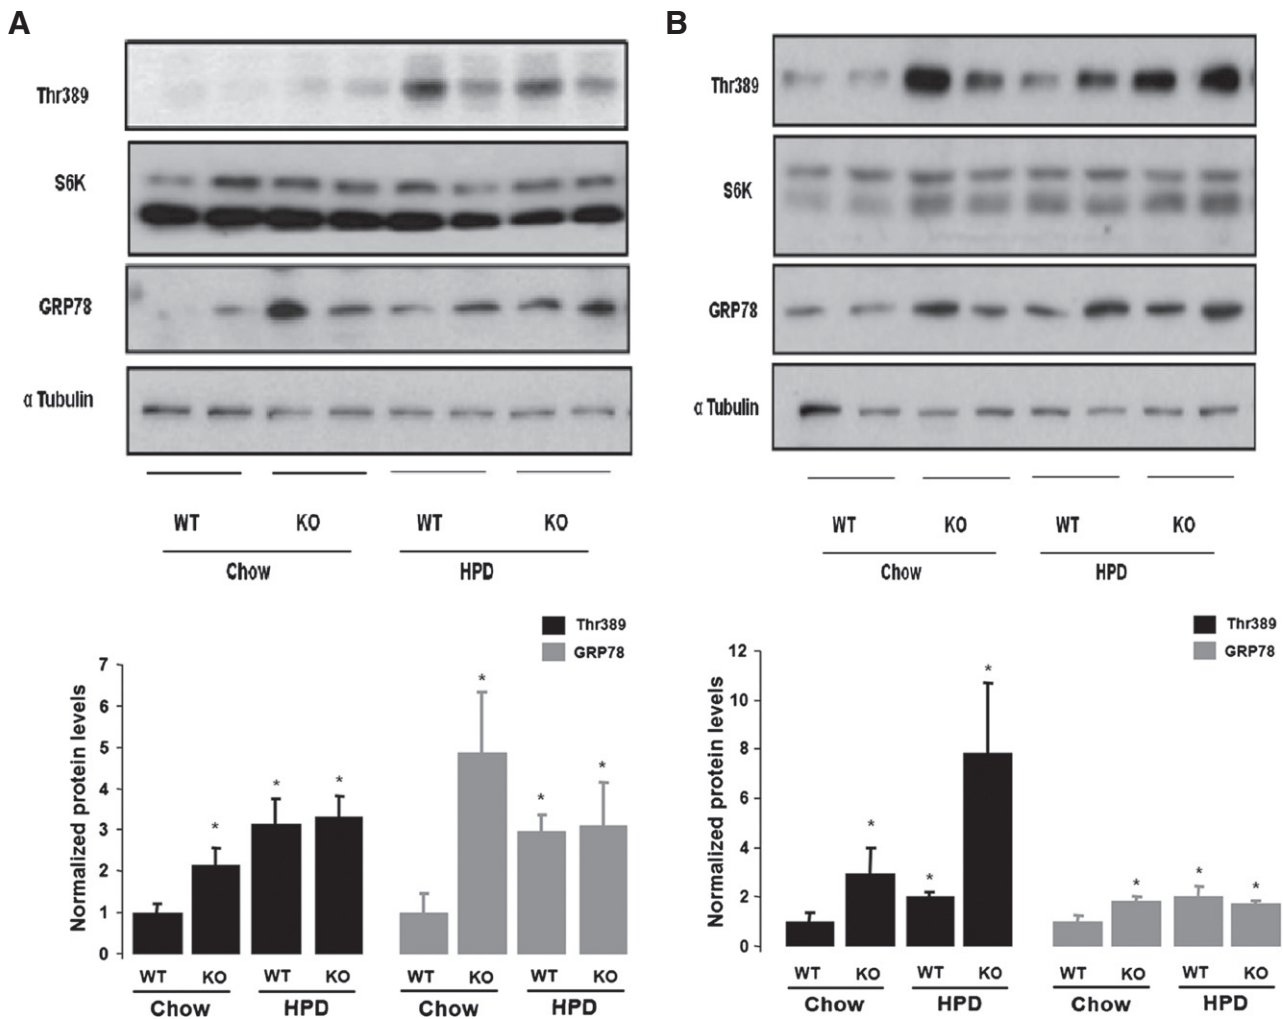 A
Thr389
S6K
GRP78
α Tubulin
WT KO WT KO
Chow HPD
Thr389
GRP78
Normalized protein levels
7
6
5
4
3
2
1
0
* * * * * *
WT KO WT KO WT KO WT KO
Chow HPD Chow HPD
B
Thr389
S6K
GRP78
α Tubulin
WT KO WT KO
Chow HPD
Thr389
GRP78
Normalized protein levels
12
10
8
6
4
2
0
* * * * * *
WT KO WT KO WT KO WT KO
Chow HPD Chow HPD